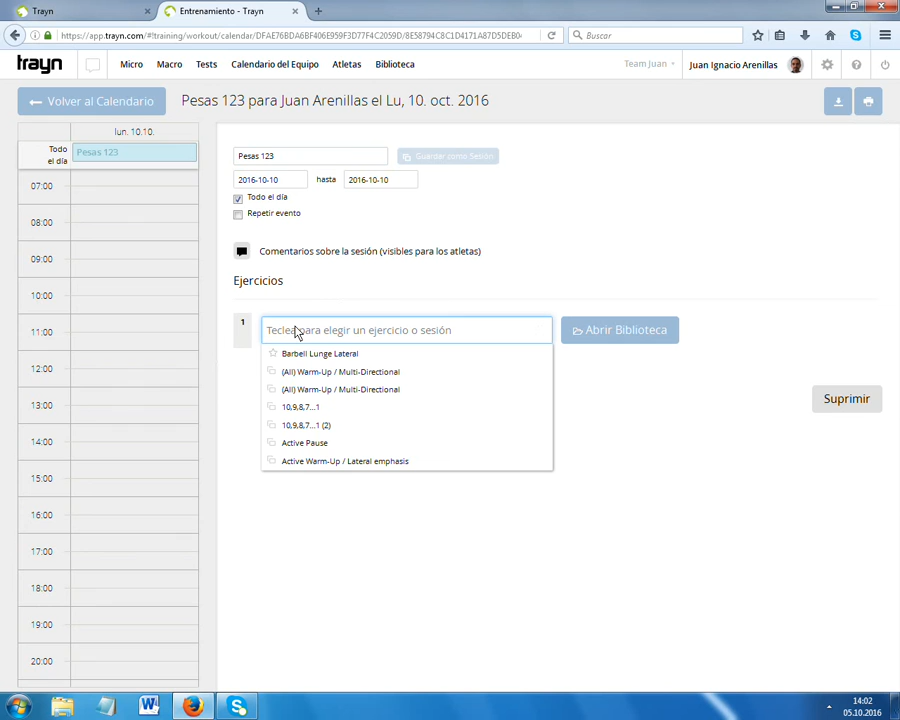 Trayn
Entrenamiento - Trayn
https://app.trayn.com/#!training/workout/calendar/DFAE76BDA6BF406E959F3D77F4C2059D/8E58794C8C1D4171A87D5DEB0
Buscar
trayn
Micro
Macro
Tests
Calendario del Equipo
Atletas
Biblioteca
Team Juan
Juan Ignacio Arenillas
Volver al Calendario
Pesas 123 para Juan Arenillas el Lu, 10. oct. 2016
lun. 10.10.
Todo
el día
Pesas 123
07:00
08:00
09:00
10:00
11:00
12:00
13:00
14:00
15:00
16:00
17:00
18:00
19:00
20:00
Pesas 123
Guardar como Sesión
2016-10-10
hasta
2016-10-10
Todo el día
Repetir evento
Comentarios sobre la sesión (visibles para los atletas)
Ejercicios
1
Teclea para elegir un ejercicio o sesión
Abrir Biblioteca
Barbell Lunge Lateral
(All) Warm-Up / Multi-Directional
(All) Warm-Up / Multi-Directional
10,9,8,7...1
10,9,8,7...1 (2)
Active Pause
Active Warm-Up / Lateral emphasis
Suprimir
14:02
05.10.2016